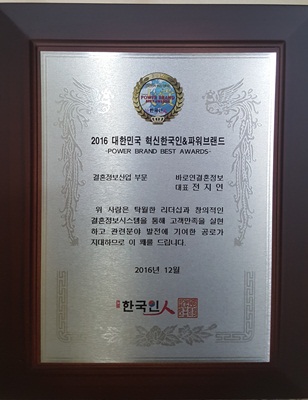 POWER BRAND
2016 대한민국 혁신한국인&파워브랜드
-POWER BRAND BEST AWARDS-
결혼정보산업 부문
바로연결혼정보
대표 전지연
위 사람은 탁월한 리더십과 창의적인
결혼정보시스템을 통해 고객만족을 실현
하고 관련분야 발전에 기여한 공로가
지대하므로 이 패를 드립니다.
2016년 12월
한국인人